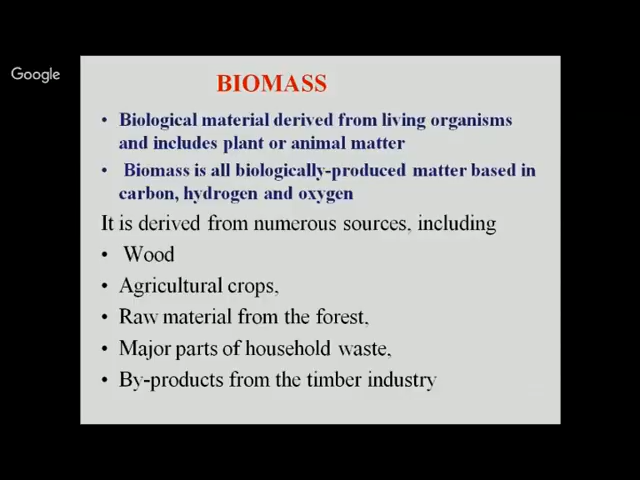 Google
BIOMASS
• Biological material derived from living organisms
and includes plant or animal matter
• Biomass is all biologically-produced matter based in
carbon, hydrogen and oxygen
It is derived from numerous sources, including
• Wood
• Agricultural crops,
• Raw material from the forest,
• Major parts of household waste,
• By-products from the timber industry